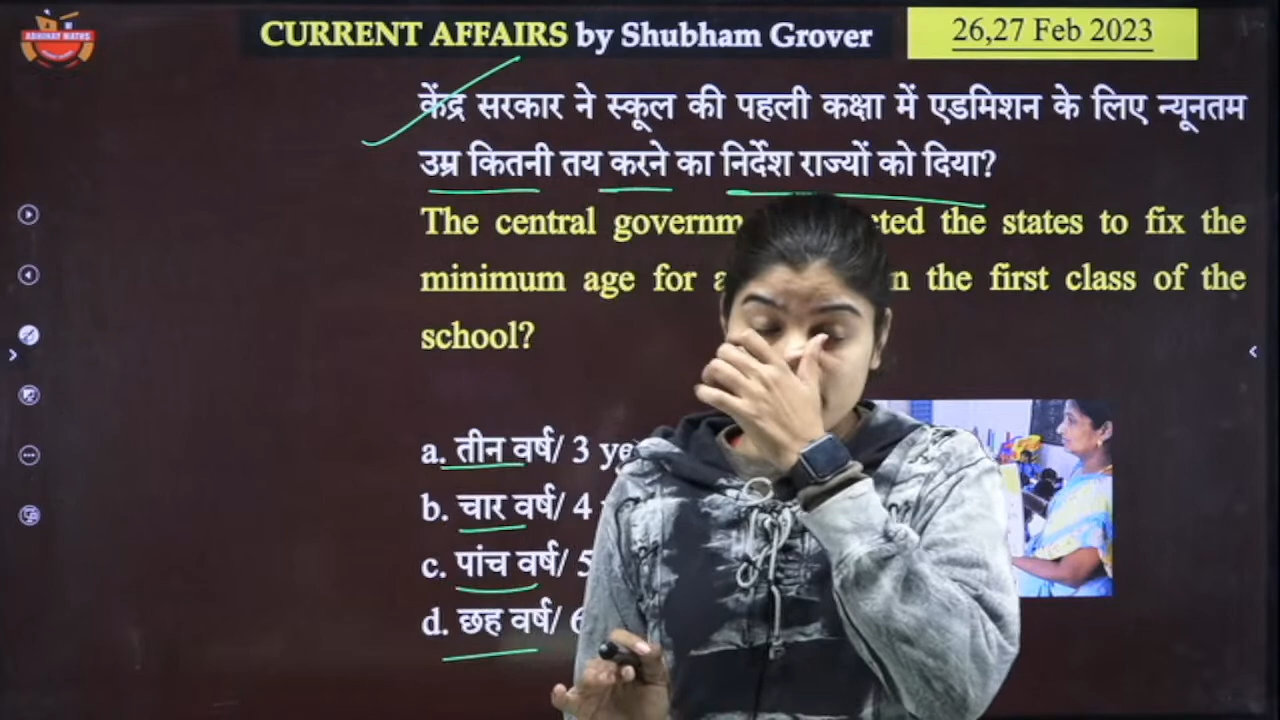 ABHINAY MATHS
CURRENT AFFAIRS by Shubham Grover
26,27 Feb 2023
केंद्र सरकार ने स्कूल की पहली कक्षा में एडमिशन के लिए न्यूनतम
उम्र कितनी तय करने का निर्देश राज्यों को दिया?
The central the states to fix the
minimum age for the first class of the
school?
a. तीन वर्ष/ 3
b. चार वर्ष/ 4
c. पांच वर्ष/ 5
d. छह वर्ष/